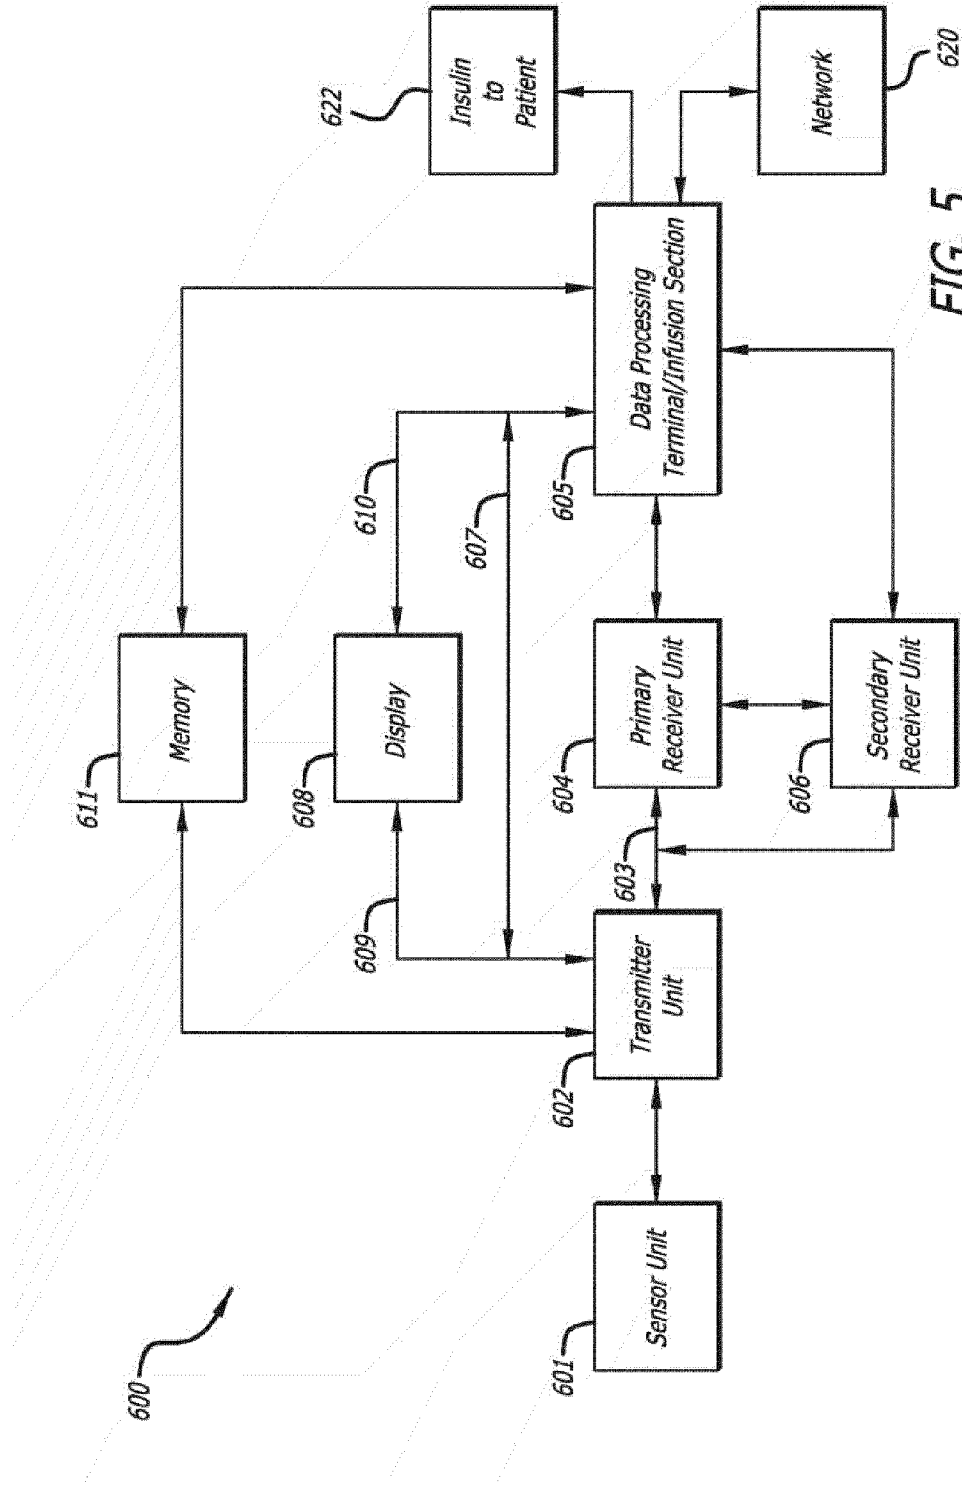 600
611
Memory
608
Display
609
610
607
622
Insulin
to
Patient
601
Sensor Unit
602
Transmitter
Unit
603
604
Primary
Receiver Unit
605
Data Processing
Terminal/Infusion Section
606
Secondary
Receiver Unit
Network
620
FIG. 5